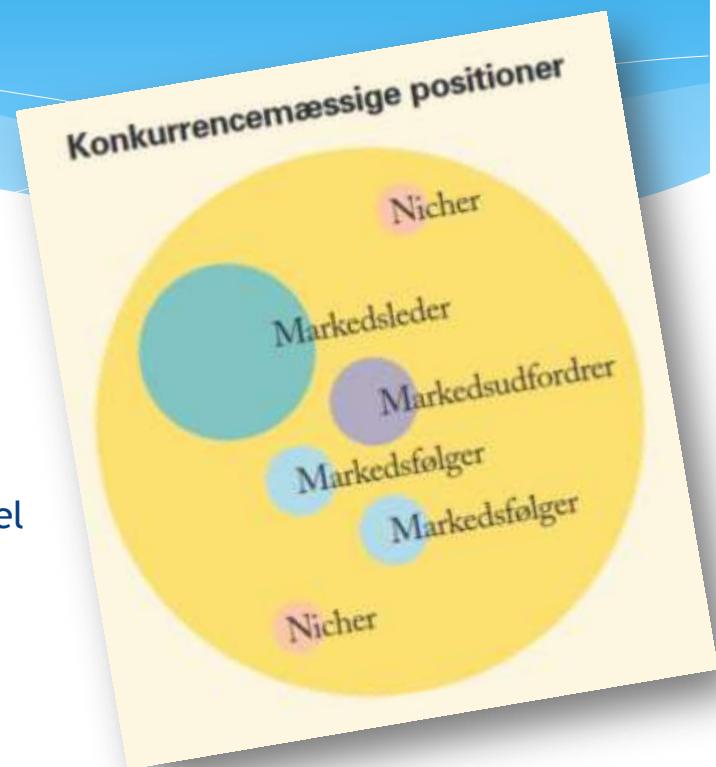 Konkurrencemæssige positioner
Nicher
Markedsleder
Markedsudfordrer
Markedsfølger
el
Markedsfølger
Nicher